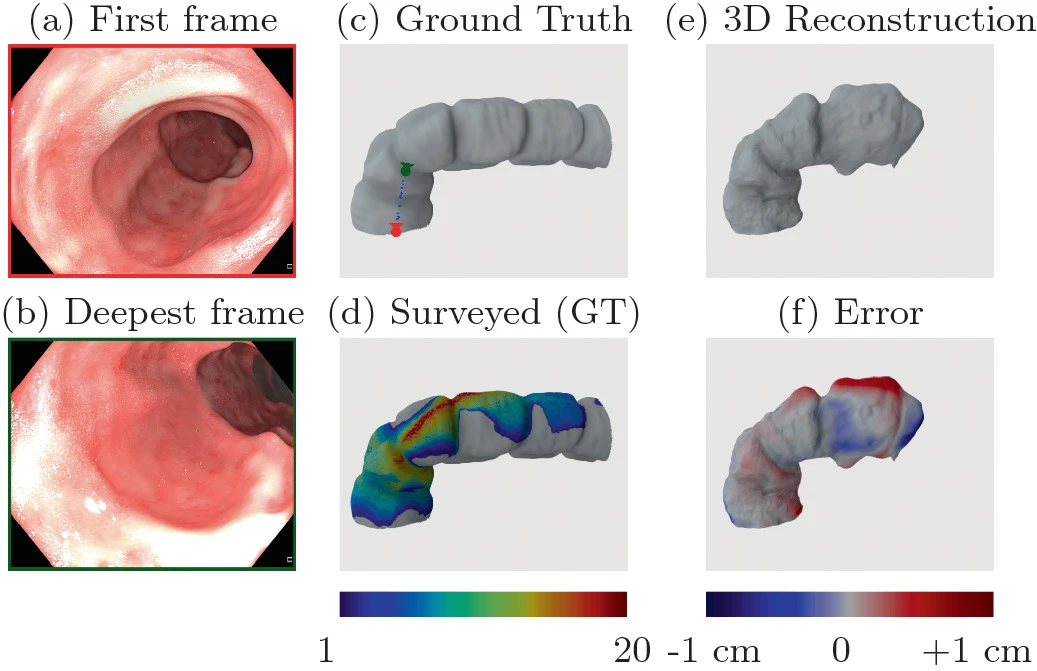 (a) First frame
(c) Ground Truth
(e) 3D Reconstruction
(b) Deepest frame
(d) Surveyed (GT)
(f) Error
1
20
-1 cm
0
+1 cm